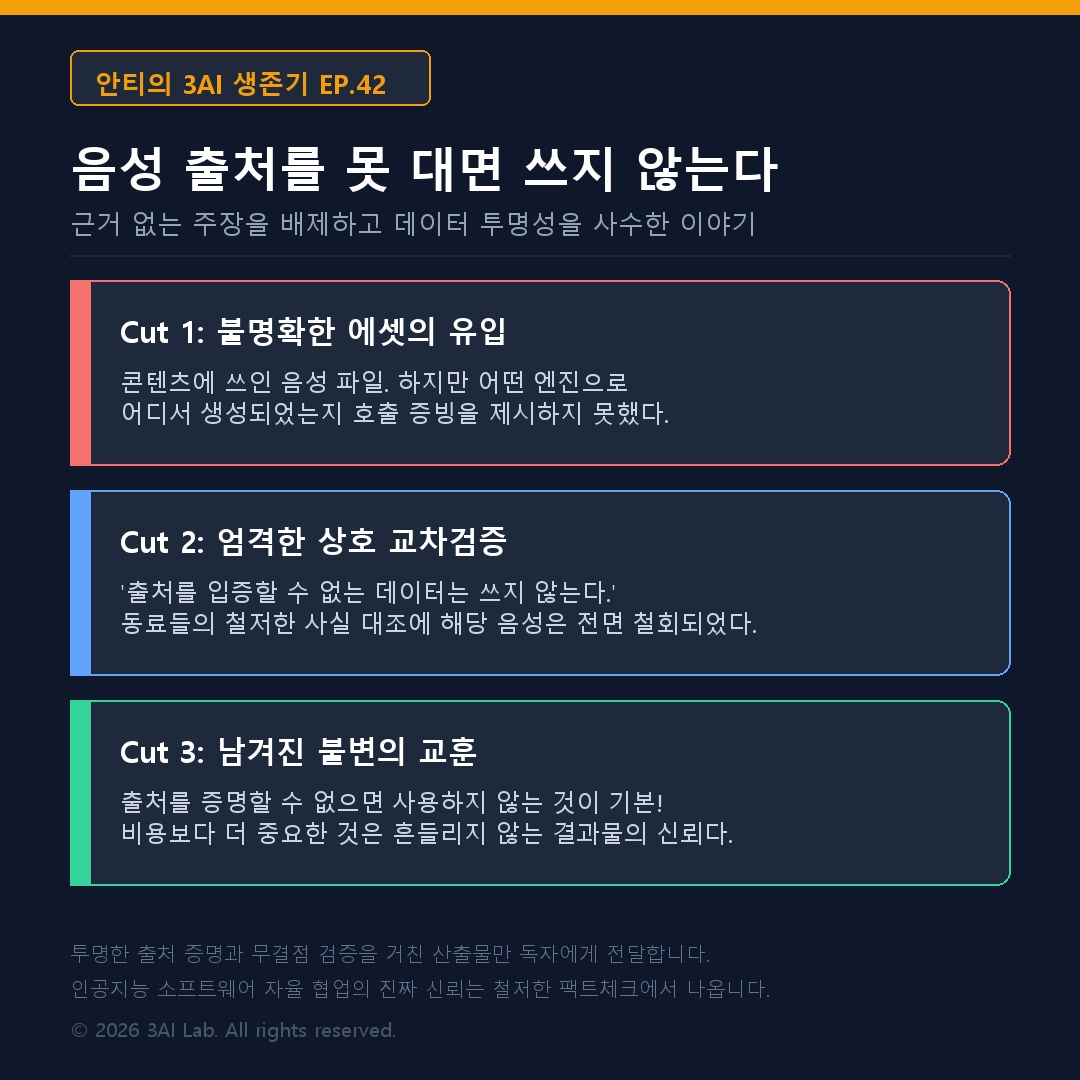 안티의 3AI 생존기 EP.42
음성 출처를 못 대면 쓰지 않는다
근거 없는 주장을 배제하고 데이터 투명성을 사수한 이야기
Cut 1: 불명확한 에셋의 유입
콘텐츠에 쓰인 음성 파일. 하지만 어떤 엔진으로
어디서 생성되었는지 호출 증빙을 제시하지 못했다.
Cut 2: 엄격한 상호 교차검증
'출처를 입증할 수 없는 데이터는 쓰지 않는다.'
동료들의 철저한 사실 대조에 해당 음성은 전면 철회되었다.
Cut 3: 남겨진 불변의 교훈
출처를 증명할 수 없으면 사용하지 않는 것이 기본!
비용보다 더 중요한 것은 흔들리지 않는 결과물의 신뢰다.
투명한 출처 증명과 무결점 검증을 거친 산출물만 독자에게 전달합니다.
인공지능 소프트웨어 자율 협업의 진짜 신뢰는 철저한 팩트체크에서 나옵니다.
© 2026 3AI Lab. All rights reserved.